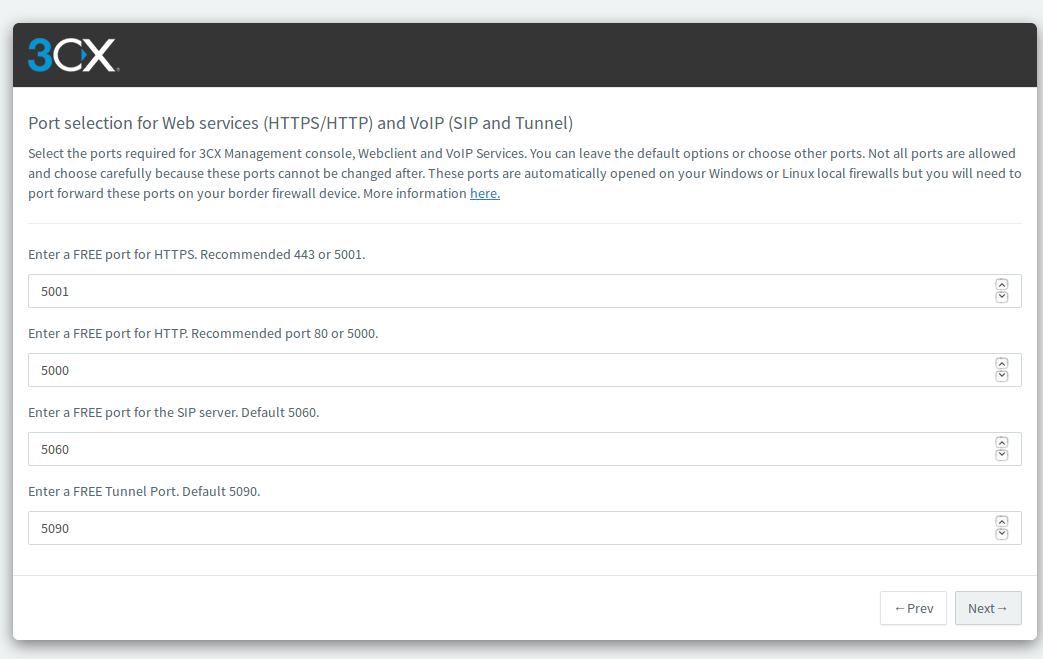 3CX
Port selection for Web services (HTTPS/HTTP) and VoIP (SIP and Tunnel)
Select the ports required for 3CX Management console, Webclient and VoIP Services. You can leave the default options or choose other ports. Not all ports are allowed
and choose carefully because these ports cannot be changed after. These ports are automatically opened on your Windows or Linux local firewalls but you will need to
port forward these ports on your border firewall device. More information here.
Enter a FREE port for HTTPS. Recommended 443 or 5001.
5001
Enter a FREE port for HTTP. Recommended port 80 or 5000.
5000
Enter a FREE port for the SIP server. Default 5060.
5060
Enter a FREE Tunnel Port. Default 5090.
5090
←Prev Next→